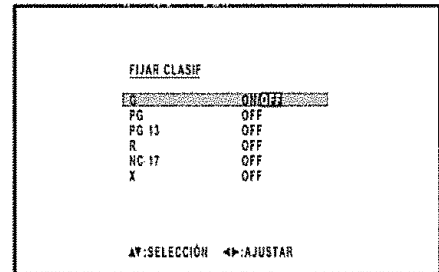 FIJAR CLASIF
G ON/OFF
PG OFF
PG 13 OFF
R OFF
NC 17 OFF
X OFF
▲▼:SELECCIÓN ◄►:AJUSTAR